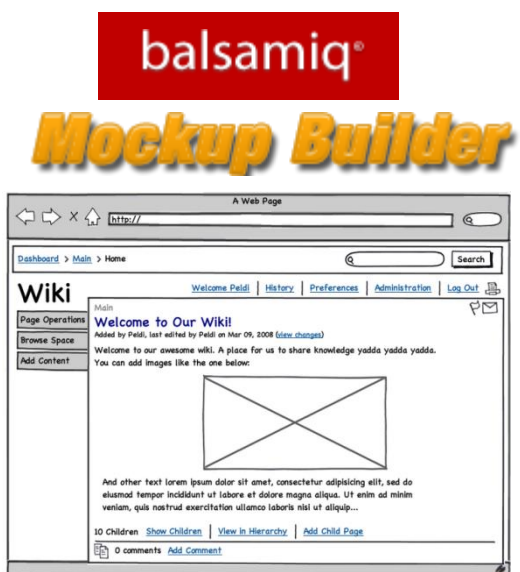 balsamiq®
Mockup Builder
A Web Page
http://
Dashboard > Main > Home
Search
Wiki
Welcome Peldi | History | Preferences | Administration | Log Out
Page Operations
Browse Space
Add Content
Main
Welcome to Our Wiki!
Added by Peldi, last edited by Peldi on Mar 09, 2008 (view changes)
Welcome to our awesome wiki. A place for us to share knowledge yadda yadda yadda.
You can add images like the one below:
And other text lorem ipsum dolor sit amet, consectetur adipisicing elit, sed do
eiusmod tempor incididunt ut labore et dolore magna aliqua. Ut enim ad minim
veniam, quis nostrud exercitation ullamco laboris nisi ut aliquip...
10 Children Show Children | View in Hierarchy | Add Child Page
0 comments Add Comment